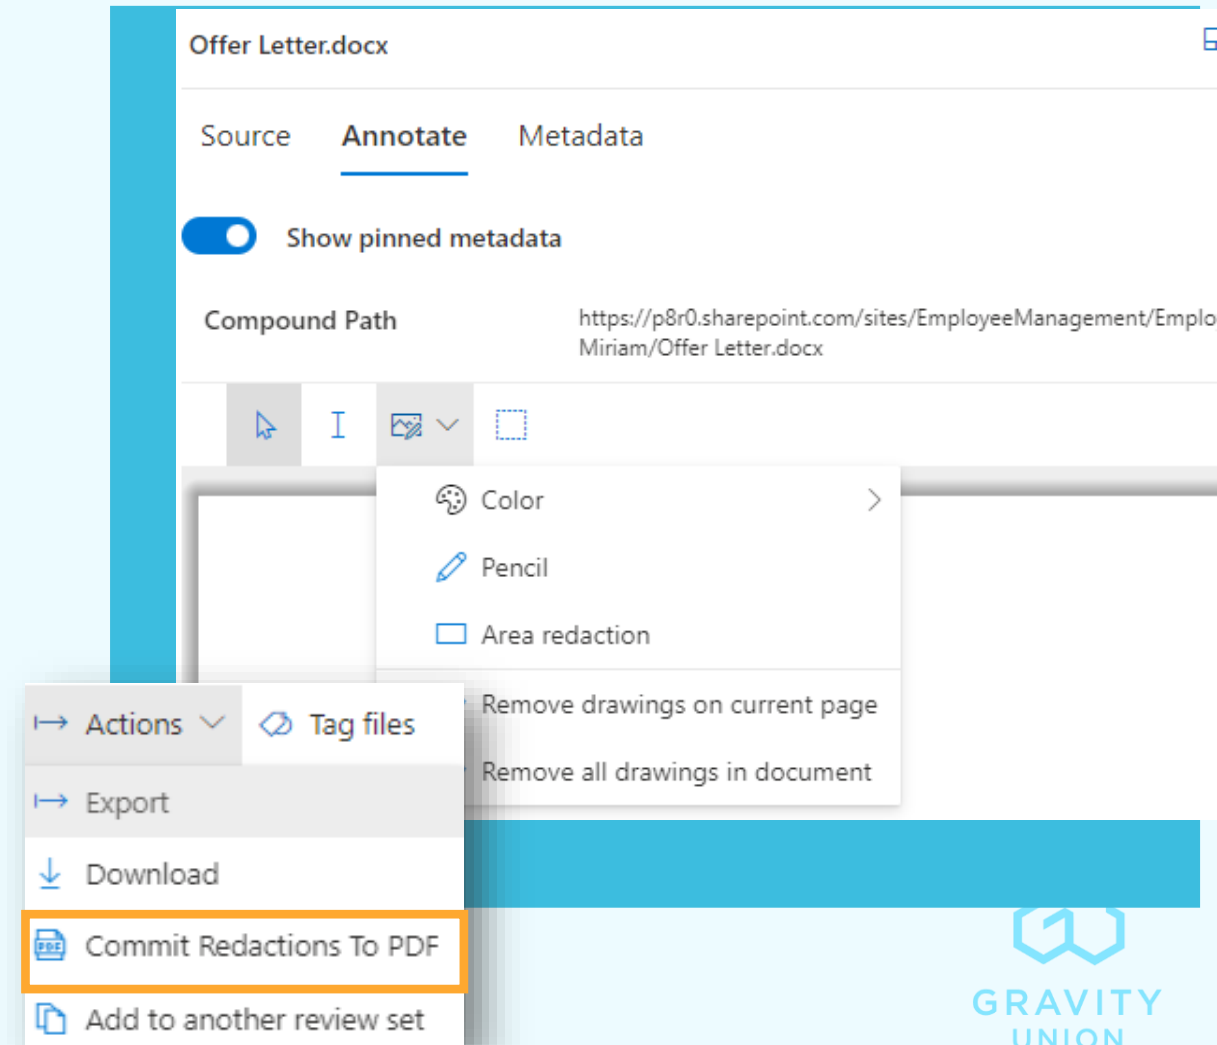 Offer Letter.docx
Source Annotate Metadata
Show pinned metadata
Compound Path
https://p8r0.sharepoint.com/sites/EmployeeManagement/Emplo
Miriam/Offer Letter.docx
Color
Pencil
Area redaction
Remove drawings on current page
Remove all drawings in document
Actions Tag files
Export
Download
PDF Commit Redactions To PDF
Add to another review set
GRAVITY
UNION